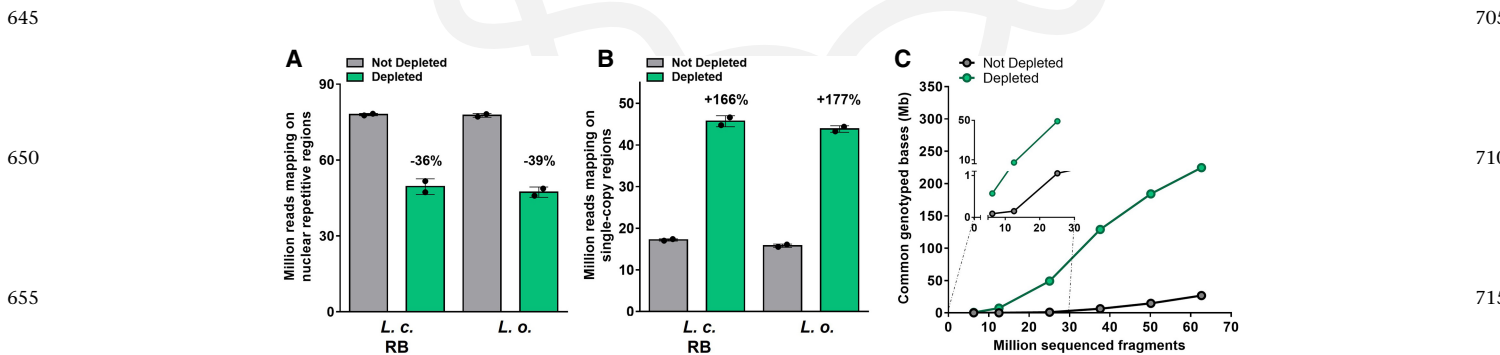 645
650
655
A
Not Depleted
Depleted
Million reads mapping on
nuclear repetitive regions
90
60
30
0
-36%
-39%
L. c.
RB
L. o.
B
Not Depleted
Depleted
Million reads mapping on
single-copy regions
50
40
30
20
10
0
+166%
+177%
L. c.
RB
L. o.
C
Not Depleted
Depleted
Common genotyped bases (Mb)
350
300
250
200
150
100
50
0
50
10
1
0
0 10 20 30
0 10 20 30 40 50 60 70
Million sequenced fragments
705
710
715